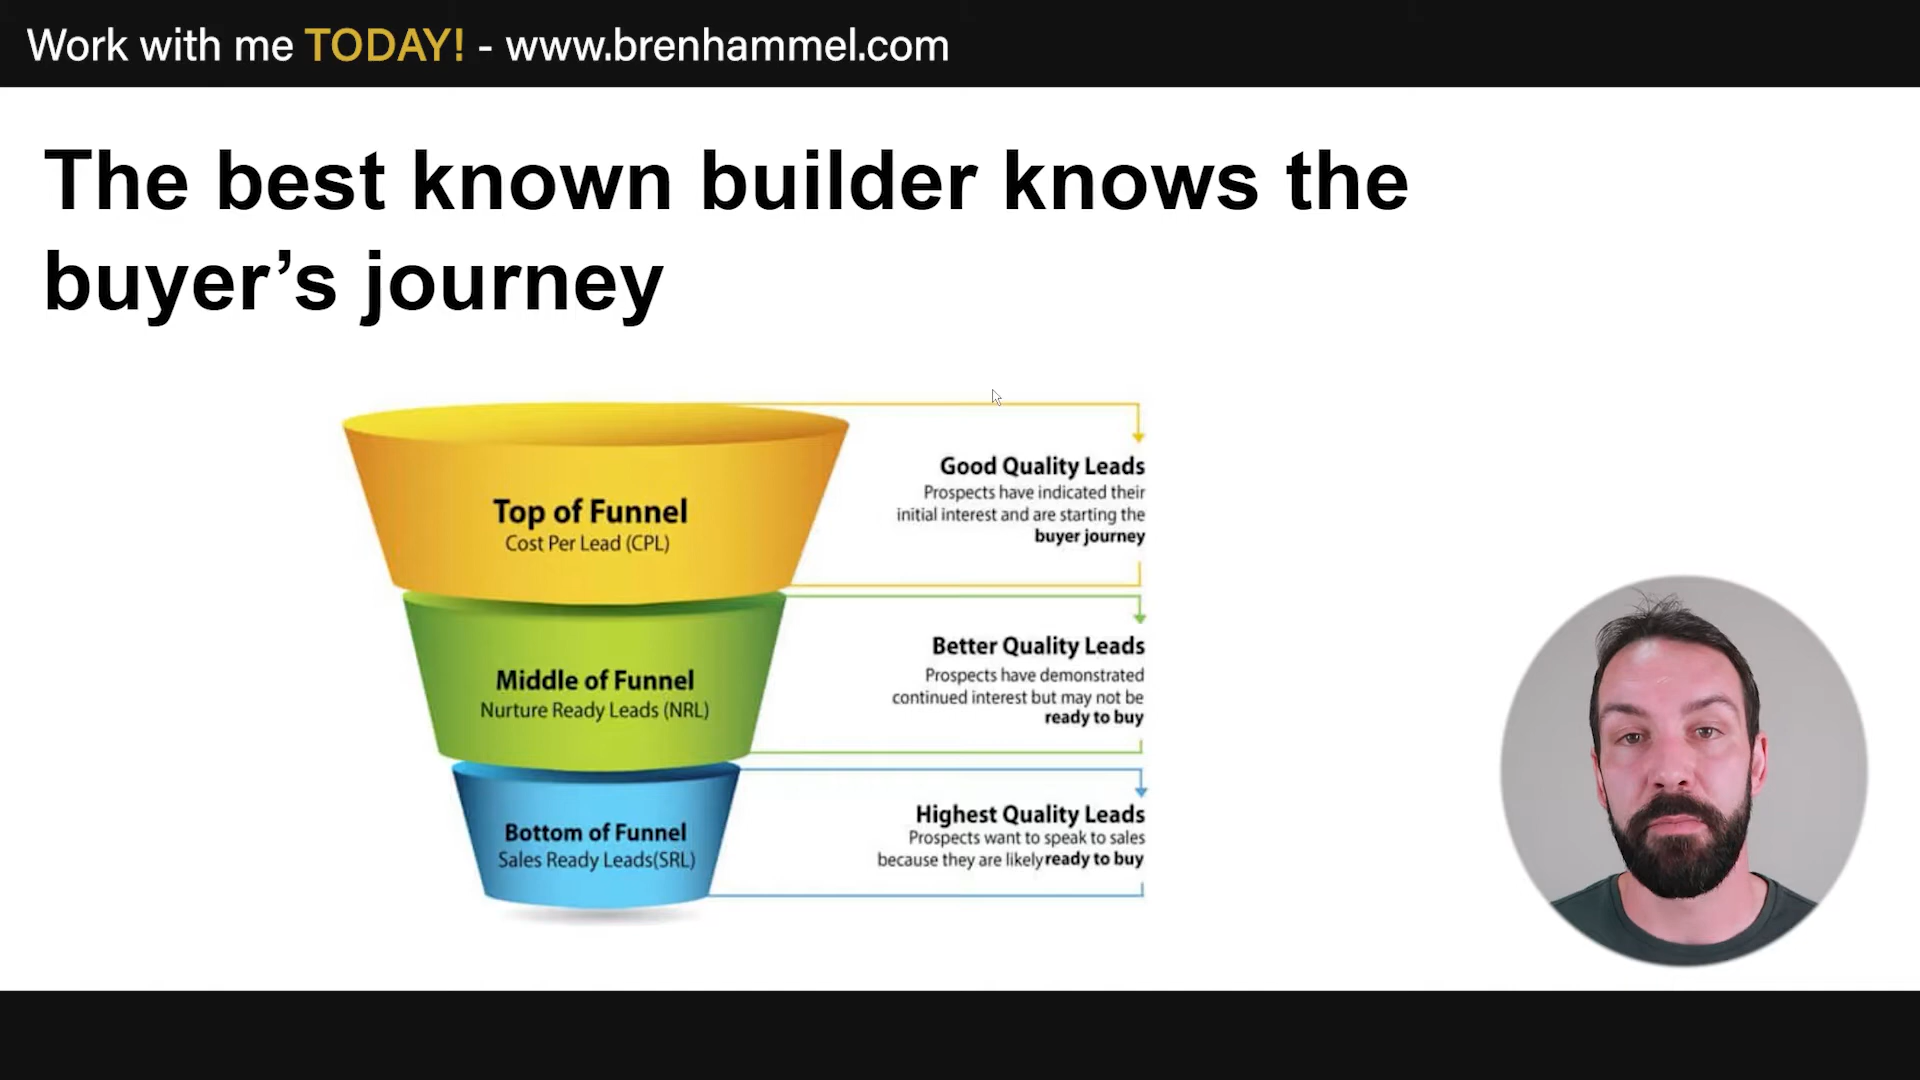 Work with me TODAY! - www.brenhammel.com
The best known builder knows the
buyer’s journey
Top of Funnel
Cost Per Lead (CPL)
Good Quality Leads
Prospects have indicated their
initial interest and are starting the
buyer journey
Middle of Funnel
Nurture Ready Leads (NRL)
Better Quality Leads
Prospects have demonstrated
continued interest but may not be
ready to buy
Bottom of Funnel
Sales Ready Leads(SRL)
Highest Quality Leads
Prospects want to speak to sales
because they are likely ready to buy